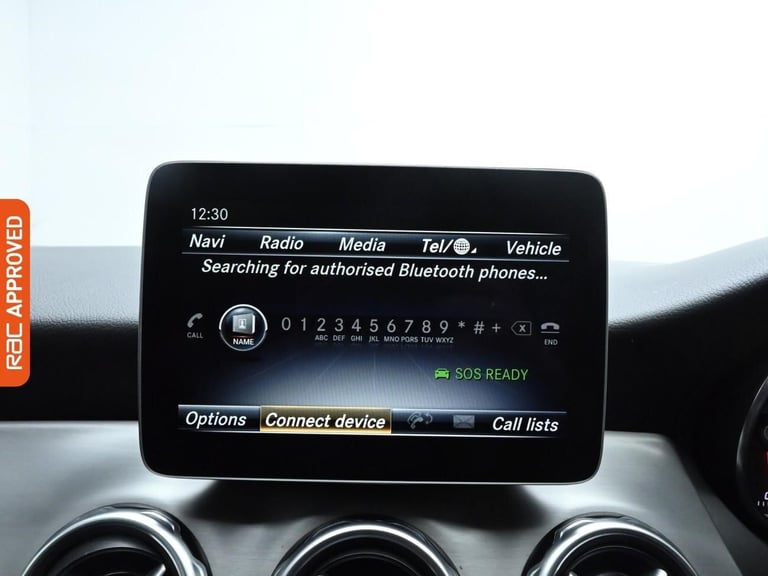 12:30
Navi Radio Media Tel/ Vehicle
Searching for authorised Bluetooth phones...
CALL NAME 0 1 2 3 4 5 6 7 8 9 * # + X END
ABC DEF GHI JKL MNO PQRS TUV WXYZ
SOS READY
Options Connect device Call lists
RAC APPROVED